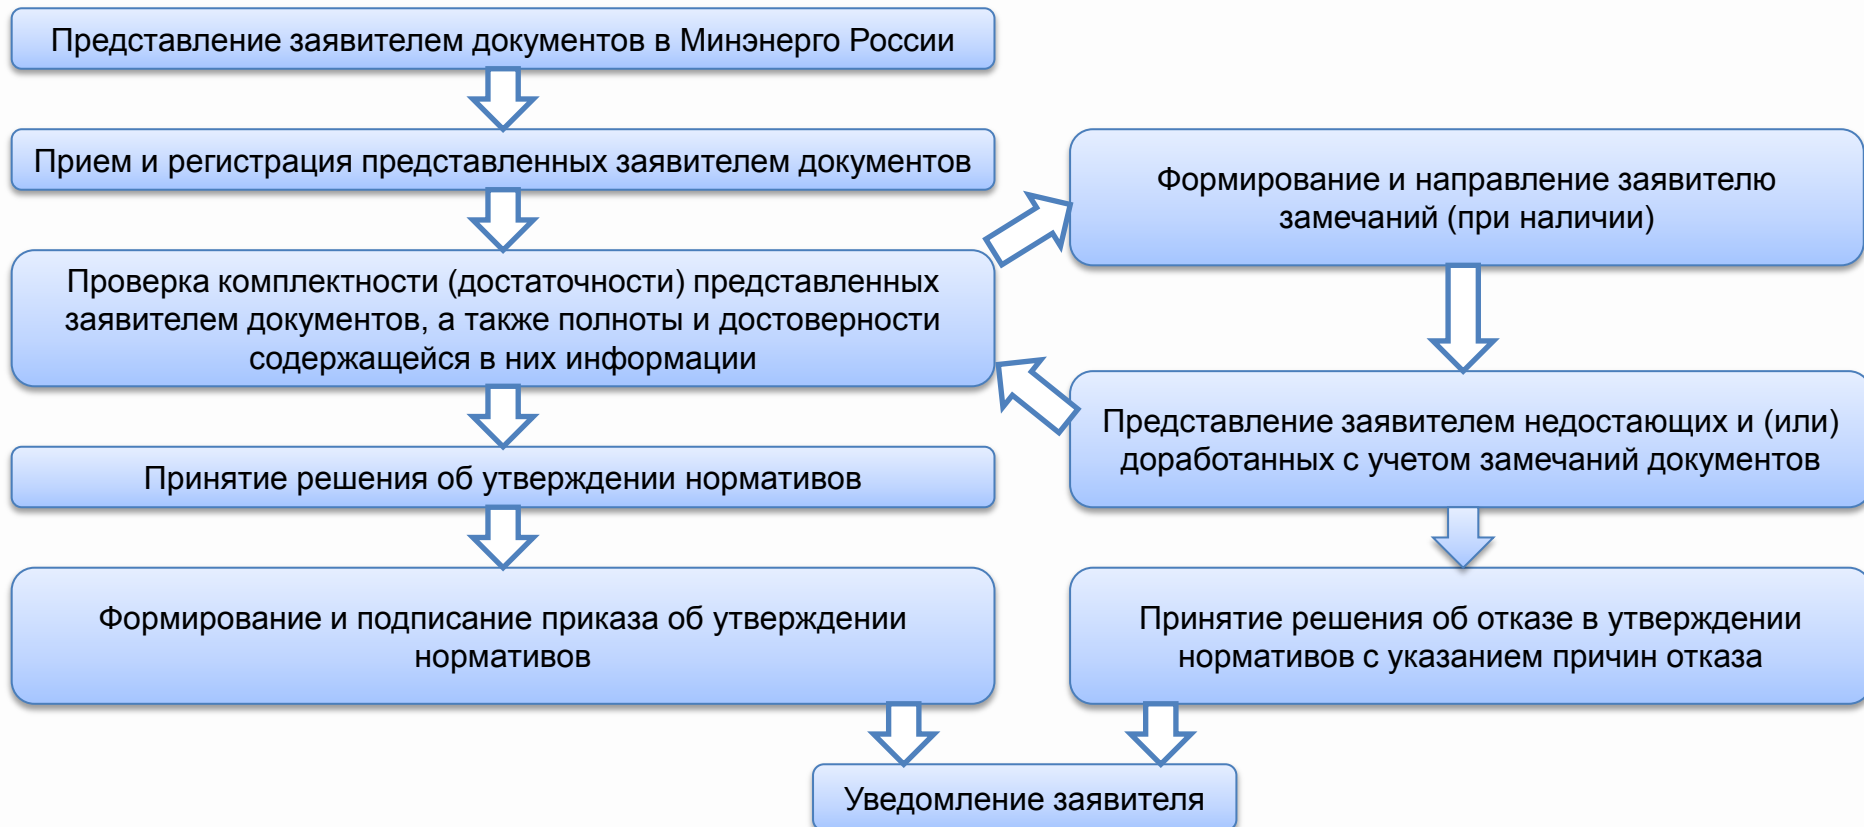 Представление заявителем документов в Минэнерго России
Прием и регистрация представленных заявителем документов
Проверка комплектности (достаточности) представленных
заявителем документов, а также полноты и достоверности
содержащейся в них информации
Принятие решения об утверждении нормативов
Формирование и подписание приказа об утверждении
нормативов
Формирование и направление заявителю
замечаний (при наличии)
Представление заявителем недостающих и (или)
доработанных с учетом замечаний документов
Принятие решения об отказе в утверждении
нормативов с указанием причин отказа
Уведомление заявителя